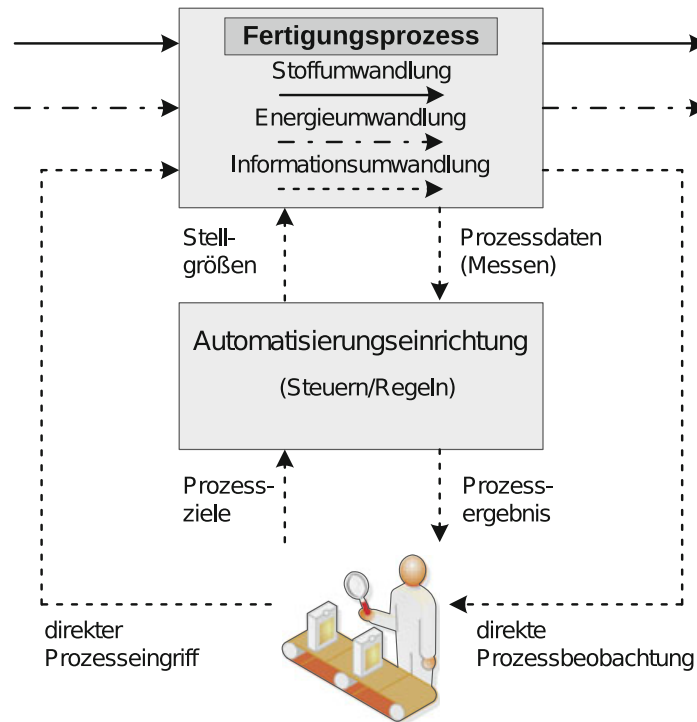 Fertigungsprozess
Stoffumwandlung
Energieumwandlung
Informationsumwandlung
Stell-
größen
Prozessdaten
(Messen)
Automatisierungseinrichtung
(Steuern/Regeln)
Prozess-
ziele
Prozess-
ergebnis
direkter
Prozesseingriff
direkte
Prozessbeobachtung